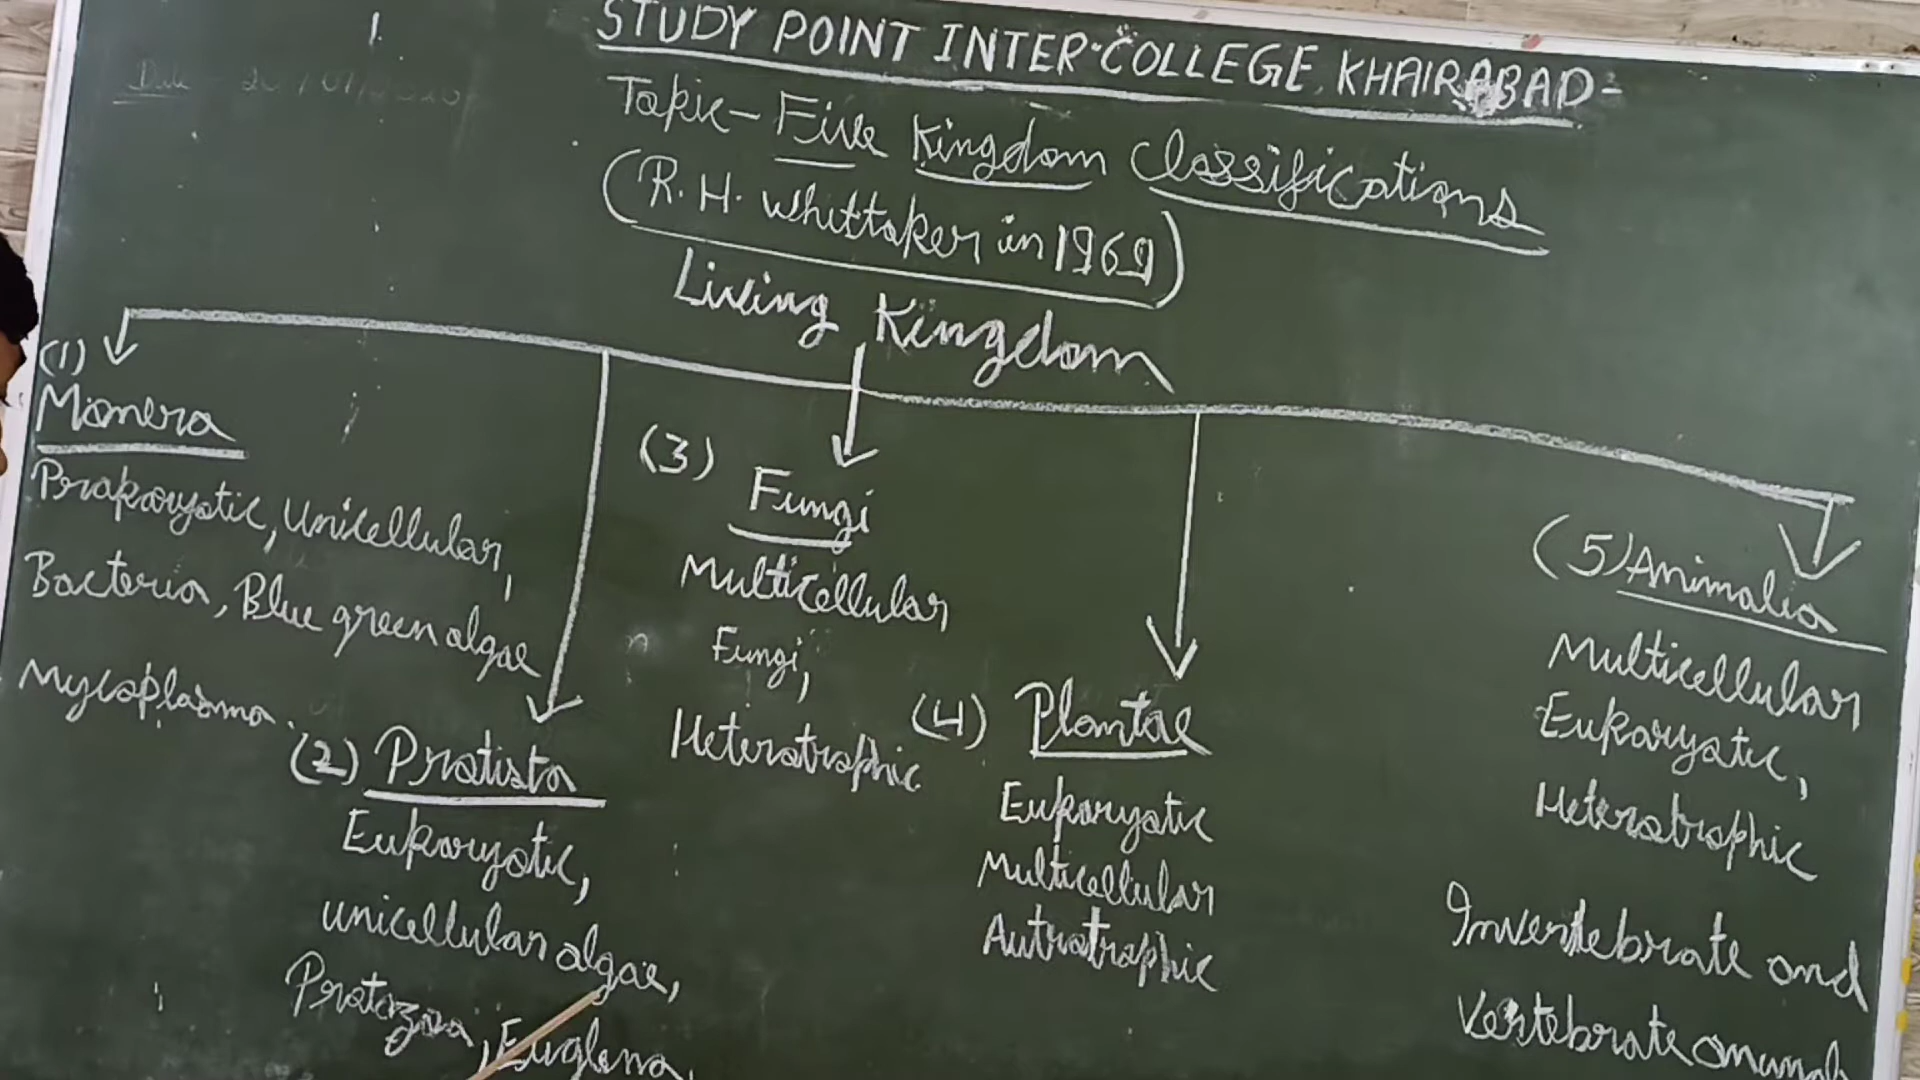 STUDY POINT INTER-COLLEGE, KHAIRABAD-
Topic- Five Kingdom Classifications
(R.H. Whittaker in 1969)
Living Kingdom
(1)
Monera
Prokaryotic, Unicellular,
Bacteria, Blue green algae
Mycoplasma.
(2) Protista
Eukaryotic,
unicellular algae,
Protozoa, Euglena,
(3) Fungi
Multicellular
Fungi,
Heterotrophic
(4) Plantae
Eukaryotic
Multicellular
Autotrophic
(5) Animalia
Multicellular
Eukaryotic,
Heterotrophic
Invertebrate and
Vertebrate animal